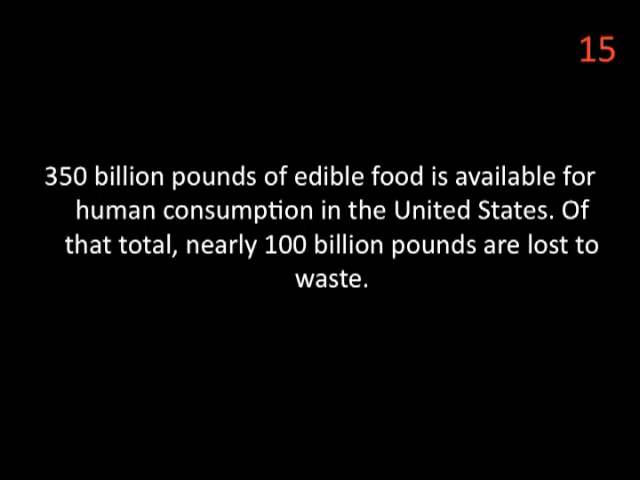 15
350 billion pounds of edible food is available for
human consumption in the United States. Of
that total, nearly 100 billion pounds are lost to
waste.